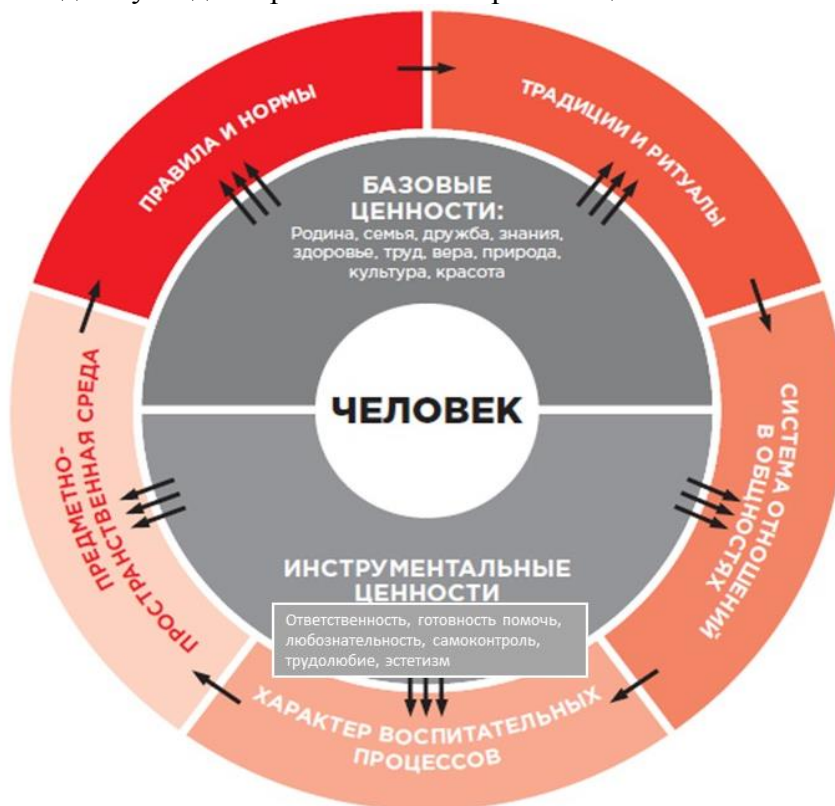 ПРАВИЛА И НОРМЫ
ТРАДИЦИИ И РИТУАЛЫ
БАЗОВЫЕ
ЦЕННОСТИ:
Родина, семья, дружба, знания,
здоровье, труд, вера, природа,
культура, красота
ЧЕЛОВЕК
ПРЕДМЕТНО-
ПРОСТРАНСТВЕННАЯ СРЕДА
СИСТЕМА ОТНОШЕНИЙ
В ОБЩНОСТЯХ
ИНСТРУМЕНТАЛЬНЫЕ
ЦЕННОСТИ
Ответственность, готовность помочь,
любознательность, самоконтроль,
трудолюбие, эстетизм
ХАРАКТЕР ВОСПИТАТЕЛЬНЫХ
ПРОЦЕССОВ